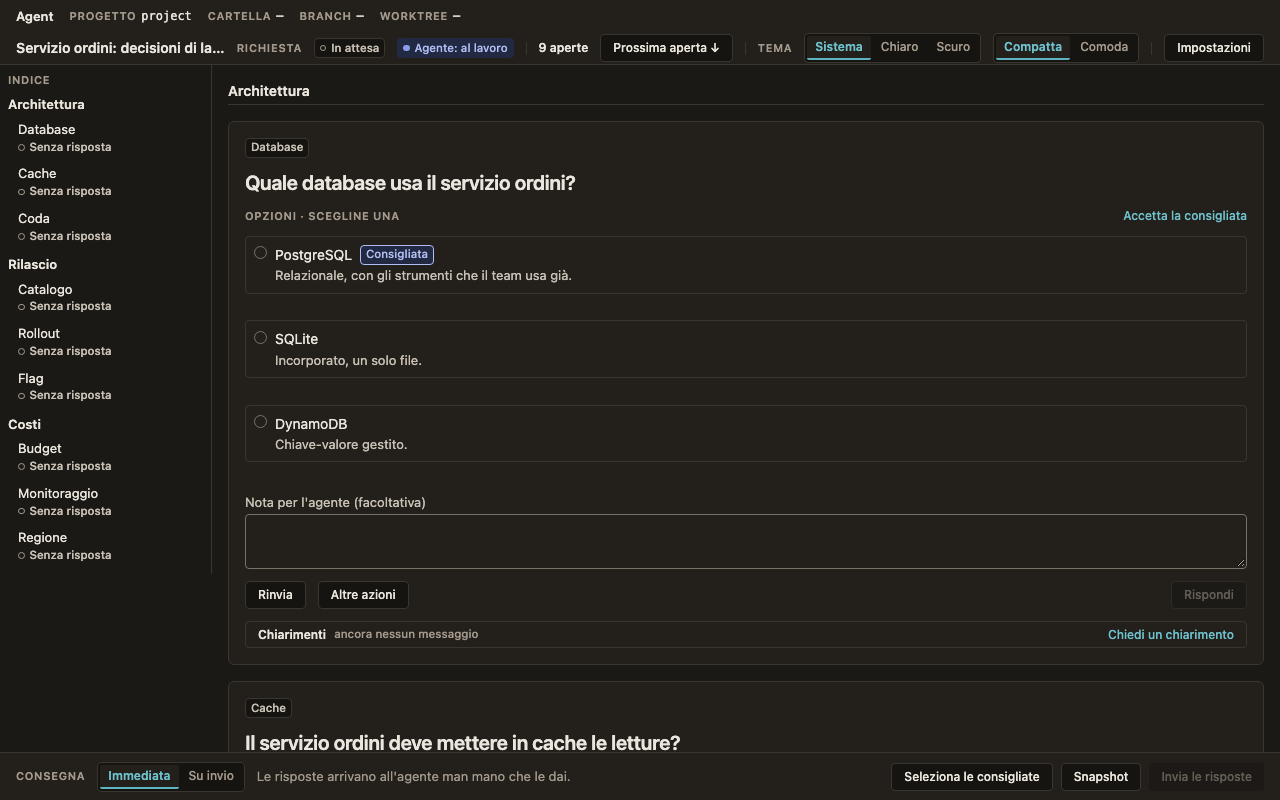 Agent PROGETTO project CARTELLA – BRANCH – WORKTREE –
Servizio ordini: decisioni di la... RICHIESTA In attesa Agente: al lavoro 9 aperte Prossima aperta ↓ TEMA Sistema Chiaro Scuro Compatta Comoda Impostazioni
INDICE
Architettura
Database
Senza risposta
Cache
Senza risposta
Coda
Senza risposta
Rilascio
Catalogo
Senza risposta
Rollout
Senza risposta
Flag
Senza risposta
Costi
Budget
Senza risposta
Monitoraggio
Senza risposta
Regione
Senza risposta
Architettura
Database
Quale database usa il servizio ordini?
OPZIONI · SCEGLINE UNA Accetta la consigliata
PostgreSQL Consigliata
Relazionale, con gli strumenti che il team usa già.
SQLite
Incorporato, un solo file.
DynamoDB
Chiave-valore gestito.
Nota per l'agente (facoltativa)
Rinvia Altre azioni Rispondi
Chiarimenti ancora nessun messaggio Chiedi un chiarimento
Cache
Il servizio ordini deve mettere in cache le letture?
CONSEGNA Immediata Su invio Le risposte arrivano all'agente man mano che le dai. Seleziona le consigliate Snapshot Invia le risposte